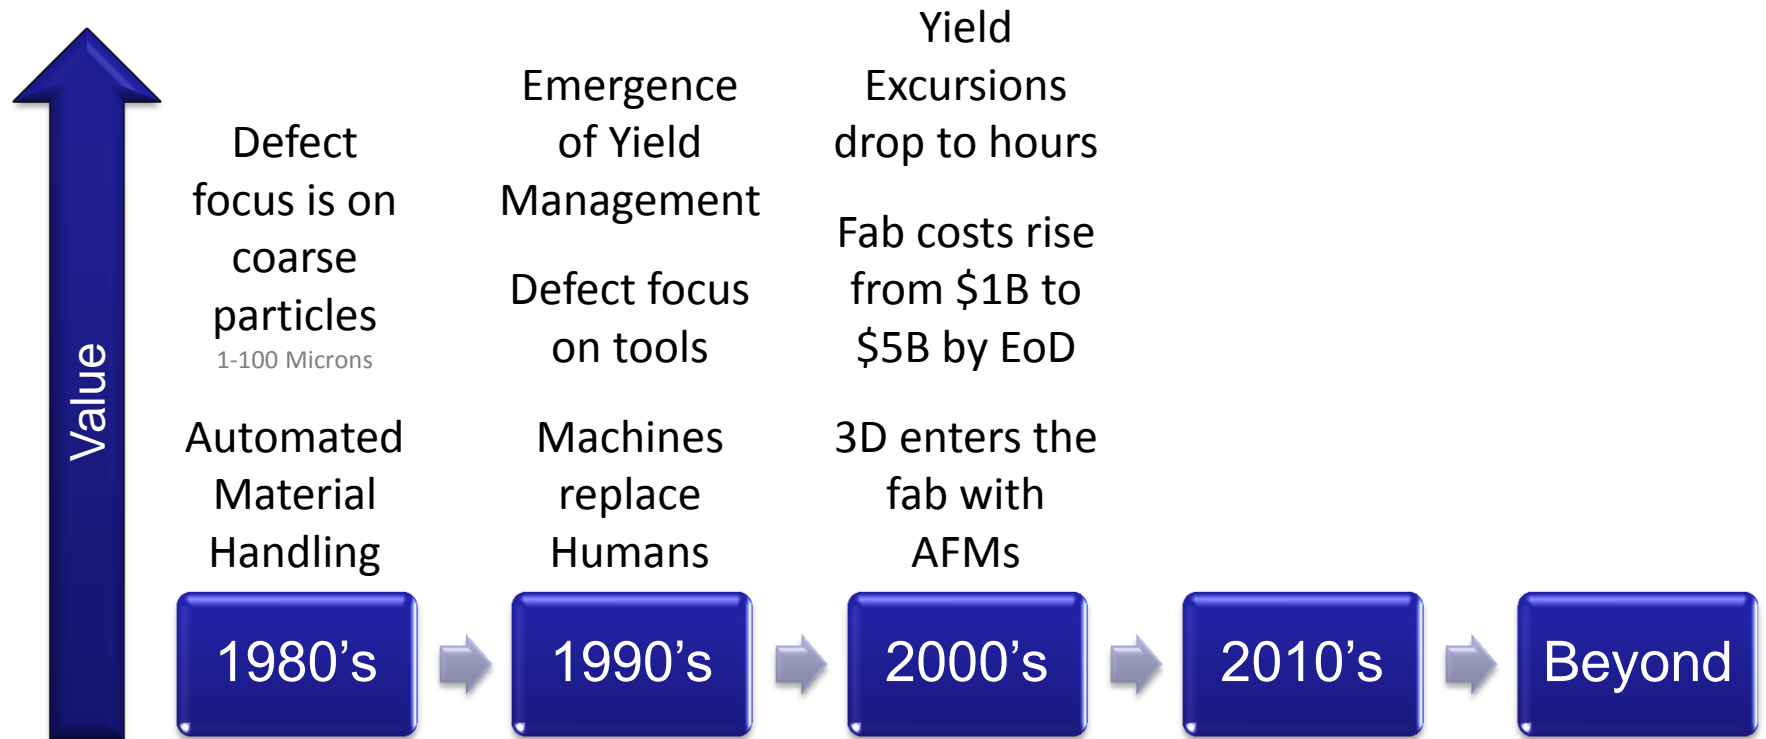 Value
Defect
focus is on
coarse
particles
1-100 Microns
Automated
Material
Handling
1980’s
Emergence
of Yield
Management
Defect focus
on tools
Machines
replace
Humans
1990’s
Yield
Excursions
drop to hours
Fab costs rise
from $1B to
$5B by EoD
3D enters the
fab with
AFMs
2000’s
2010’s
Beyond